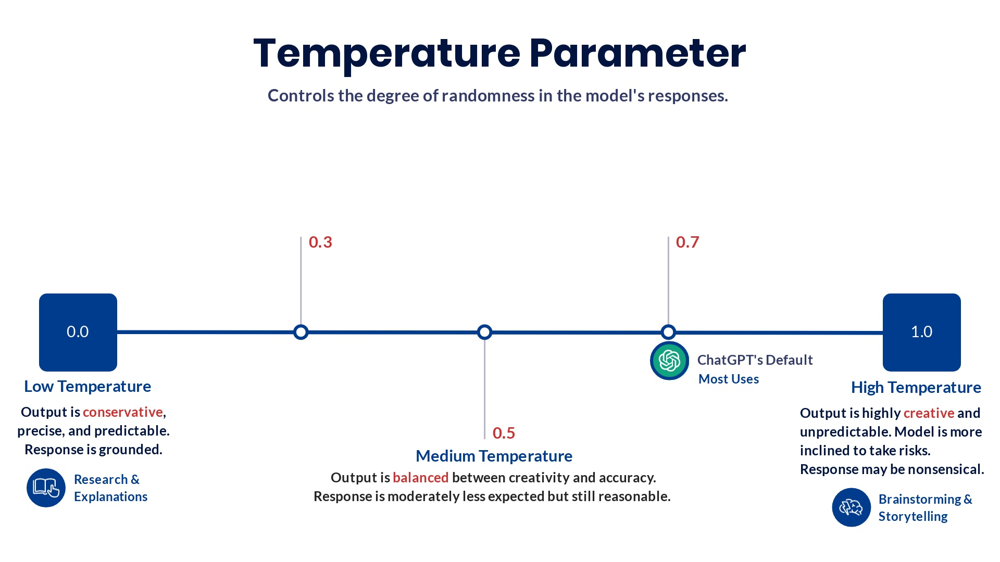 Temperature Parameter
Controls the degree of randomness in the model's responses.
0.3
0.7
0.0
1.0
ChatGPT's Default
Most Uses
Low Temperature
Output is conservative,
precise, and predictable.
Response is grounded.
Research &
Explanations
0.5
Medium Temperature
Output is balanced between creativity and accuracy.
Response is moderately less expected but still reasonable.
High Temperature
Output is highly creative and
unpredictable. Model is more
inclined to take risks.
Response may be nonsensical.
Brainstorming &
Storytelling